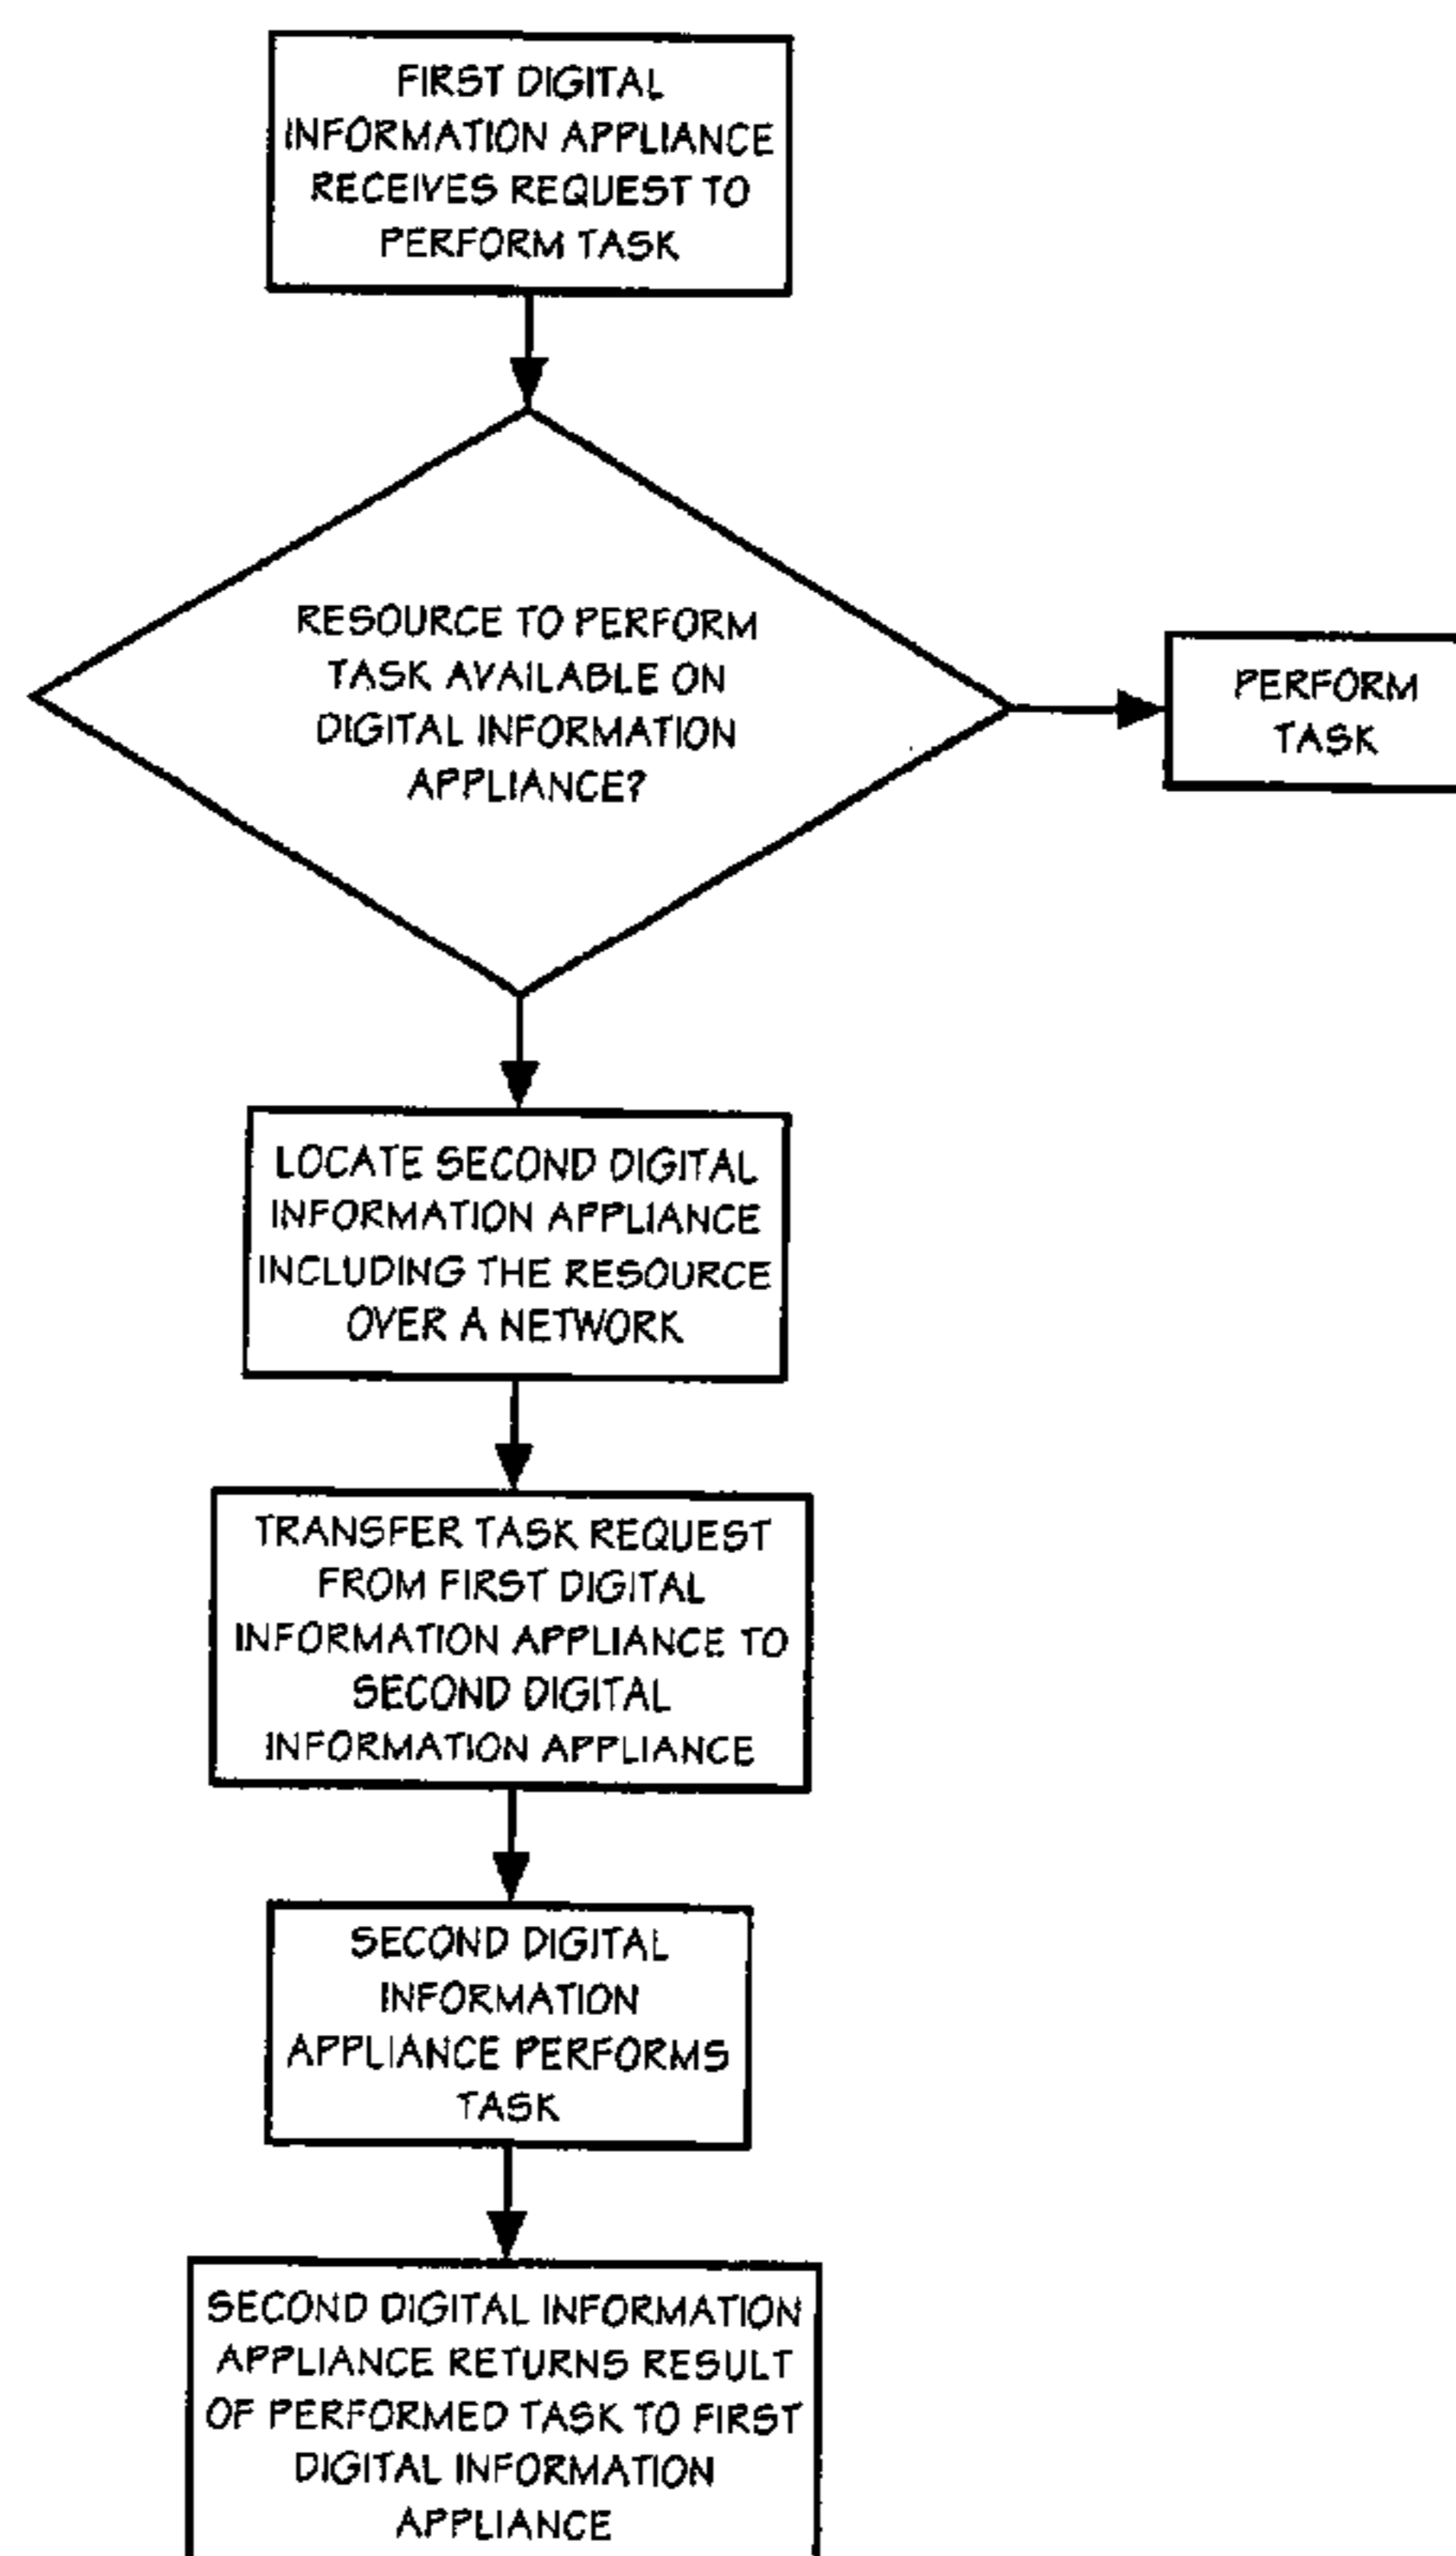 FIRST DIGITAL
INFORMATION APPLIANCE
RECEIVES REQUEST TO
PERFORM TASK
RESOURCE TO PERFORM
TASK AVAILABLE ON
DIGITAL INFORMATION
APPLIANCE?
PERFORM
TASK
LOCATE SECOND DIGITAL
INFORMATION APPLIANCE
INCLUDING THE RESOURCE
OVER A NETWORK
TRANSFER TASK REQUEST
FROM FIRST DIGITAL
INFORMATION APPLIANCE TO
SECOND DIGITAL
INFORMATION APPLIANCE
SECOND DIGITAL
INFORMATION
APPLIANCE PERFORMS
TASK
SECOND DIGITAL INFORMATION
APPLIANCE RETURNS RESULT
OF PERFORMED TASK TO FIRST
DIGITAL INFORMATION
APPLIANCE